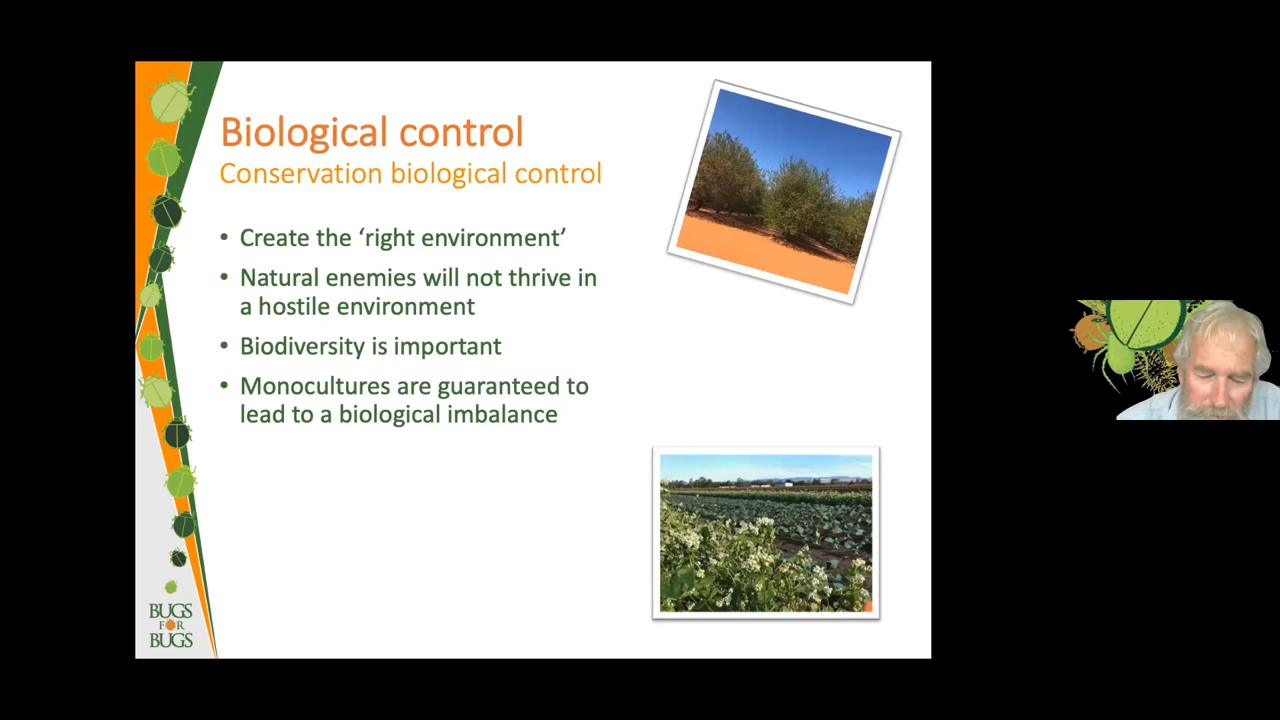 Biological control
Conservation biological control
• Create the ‘right environment’
• Natural enemies will not thrive in
a hostile environment
• Biodiversity is important
• Monocultures are guaranteed to
lead to a biological imbalance
BUGS
FOR
BUGS